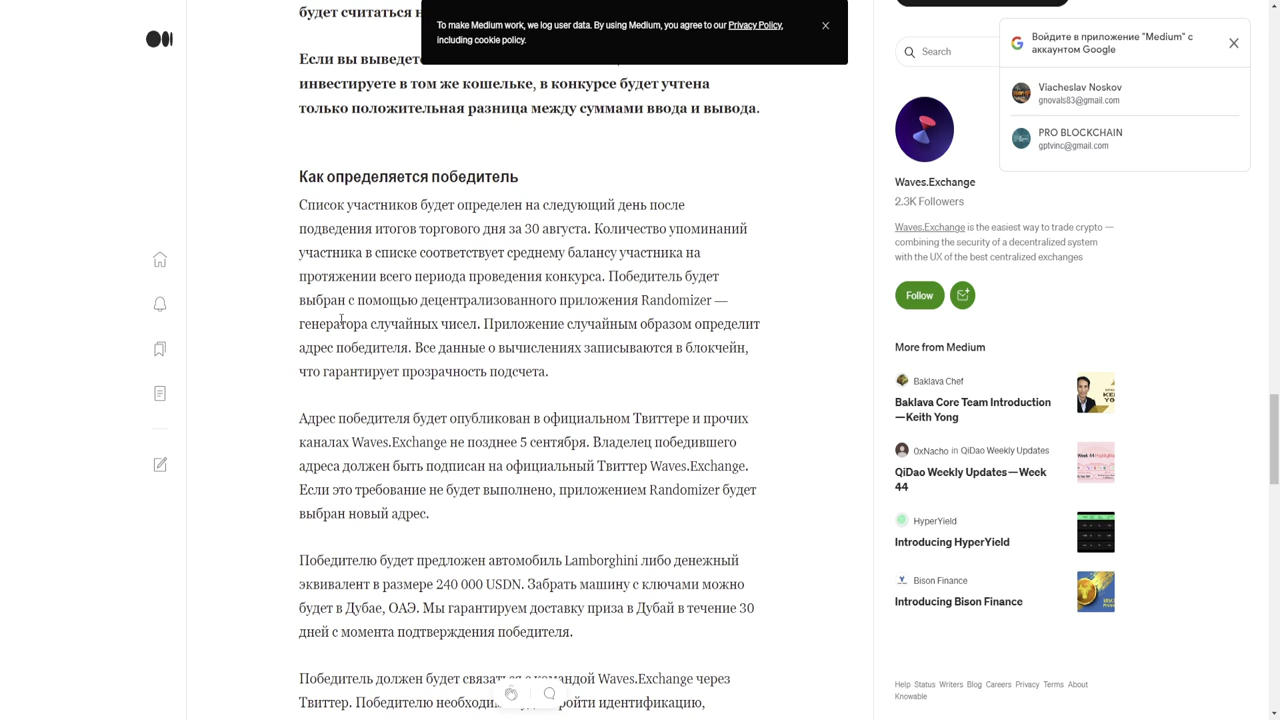 будет считаться н
To make Medium work, we log user data. By using Medium, you agree to our Privacy Policy,
including cookie policy.
Если вы выведет
инвестируете в том же кошельке, в конкурсе будет учтена
только положительная разница между суммами ввода и вывода.
Как определяется победитель
Список участников будет определен на следующий день после
подведения итогов торгового дня за 30 августа. Количество упоминаний
участника в списке соответствует среднему балансу участника на
протяжении всего периода проведения конкурса. Победитель будет
выбран с помощью децентрализованного приложения Randomizer —
генератора случайных чисел. Приложение случайным образом определит
адрес победителя. Все данные о вычислениях записываются в блокчейн,
что гарантирует прозрачность подсчета.
Адрес победителя будет опубликован в официальном Твиттере и прочих
каналах Waves.Exchange не позднее 5 сентября. Владелец победившего
адреса должен быть подписан на официальный Твиттер Waves.Exchange.
Если это требование не будет выполнено, приложением Randomizer будет
выбран новый адрес.
Победителю будет предложен автомобиль Lamborghini либо денежный
эквивалент в размере 240 000 USDN. Забрать машину с ключами можно
будет в Дубае, ОАЭ. Мы гарантируем доставку приза в Дубай в течение 30
дней с момента подтверждения победителя.
Победитель должен будет связаться с командой Waves.Exchange через
Твиттер. Победителю необходим ройти идентификацию,
Search
Войдите в приложение "Medium" с
аккаунтом Google
Viacheslav Noskov
gnovals83@gmail.com
PRO BLOCKCHAIN
gptvinc@gmail.com
Waves.Exchange
2.3K Followers
Waves.Exchange is the easiest way to trade crypto —
combining the security of a decentralized system
with the UX of the best centralized exchanges
Follow
More from Medium
Baklava Chef
Baklava Core Team Introduction
—Keith Yong
0xNacho in QiDao Weekly Updates
QiDao Weekly Updates—Week
44
HyperYield
Introducing HyperYield
Bison Finance
Introducing Bison Finance
Help Status Writers Blog Careers Privacy Terms About
Knowable